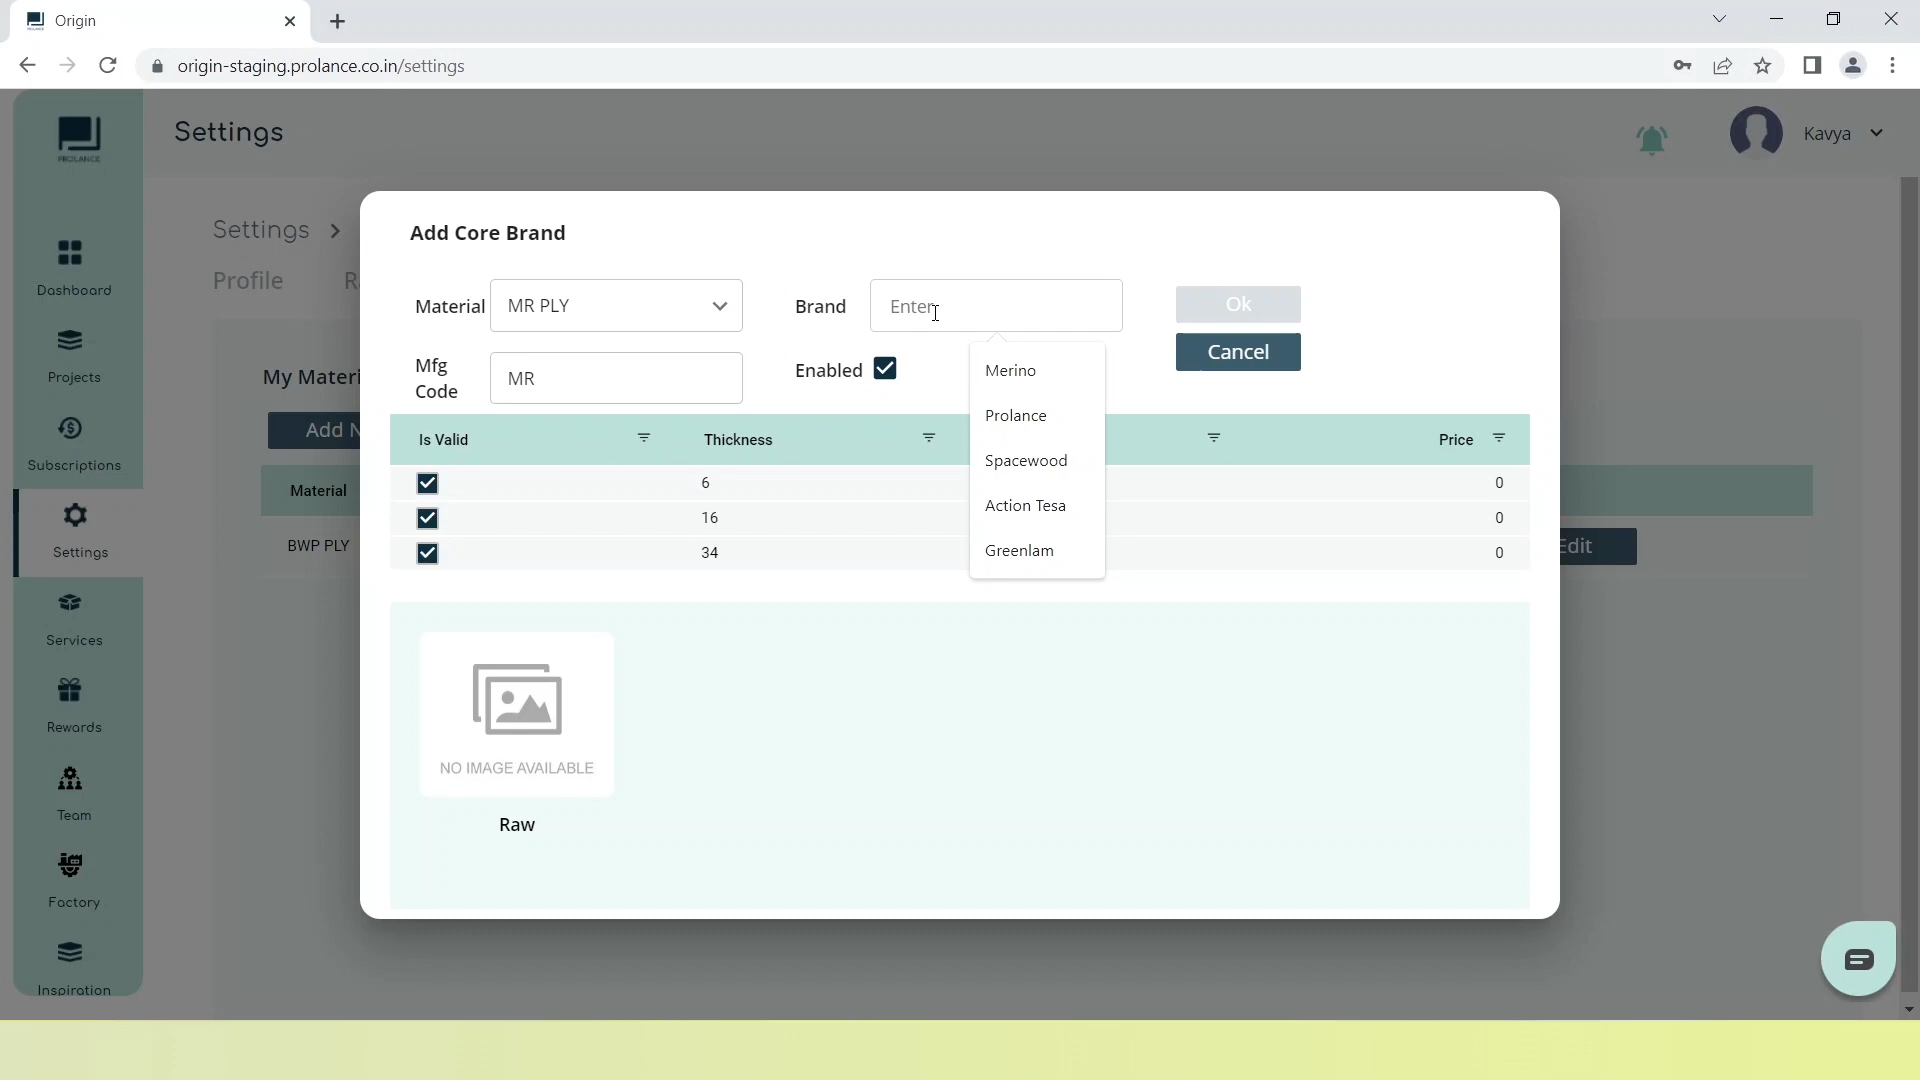 Origin
origin-staging.prolance.co.in/settings
PROLANCE
Settings
Kavya
Settings >
Profile
R
Dashboard
Projects
Subscriptions
Settings
Services
Rewards
Team
Factory
Inspiration
My Materi
Add N
Material
BWP PLY
Edit
Add Core Brand
Material
MR PLY
Brand
Enter
Ok
Cancel
Mfg
Code
MR
Enabled
Merino
Prolance
Spacewood
Action Tesa
Greenlam
Is Valid
Thickness
Price
6
0
16
0
34
0
NO IMAGE AVAILABLE
Raw